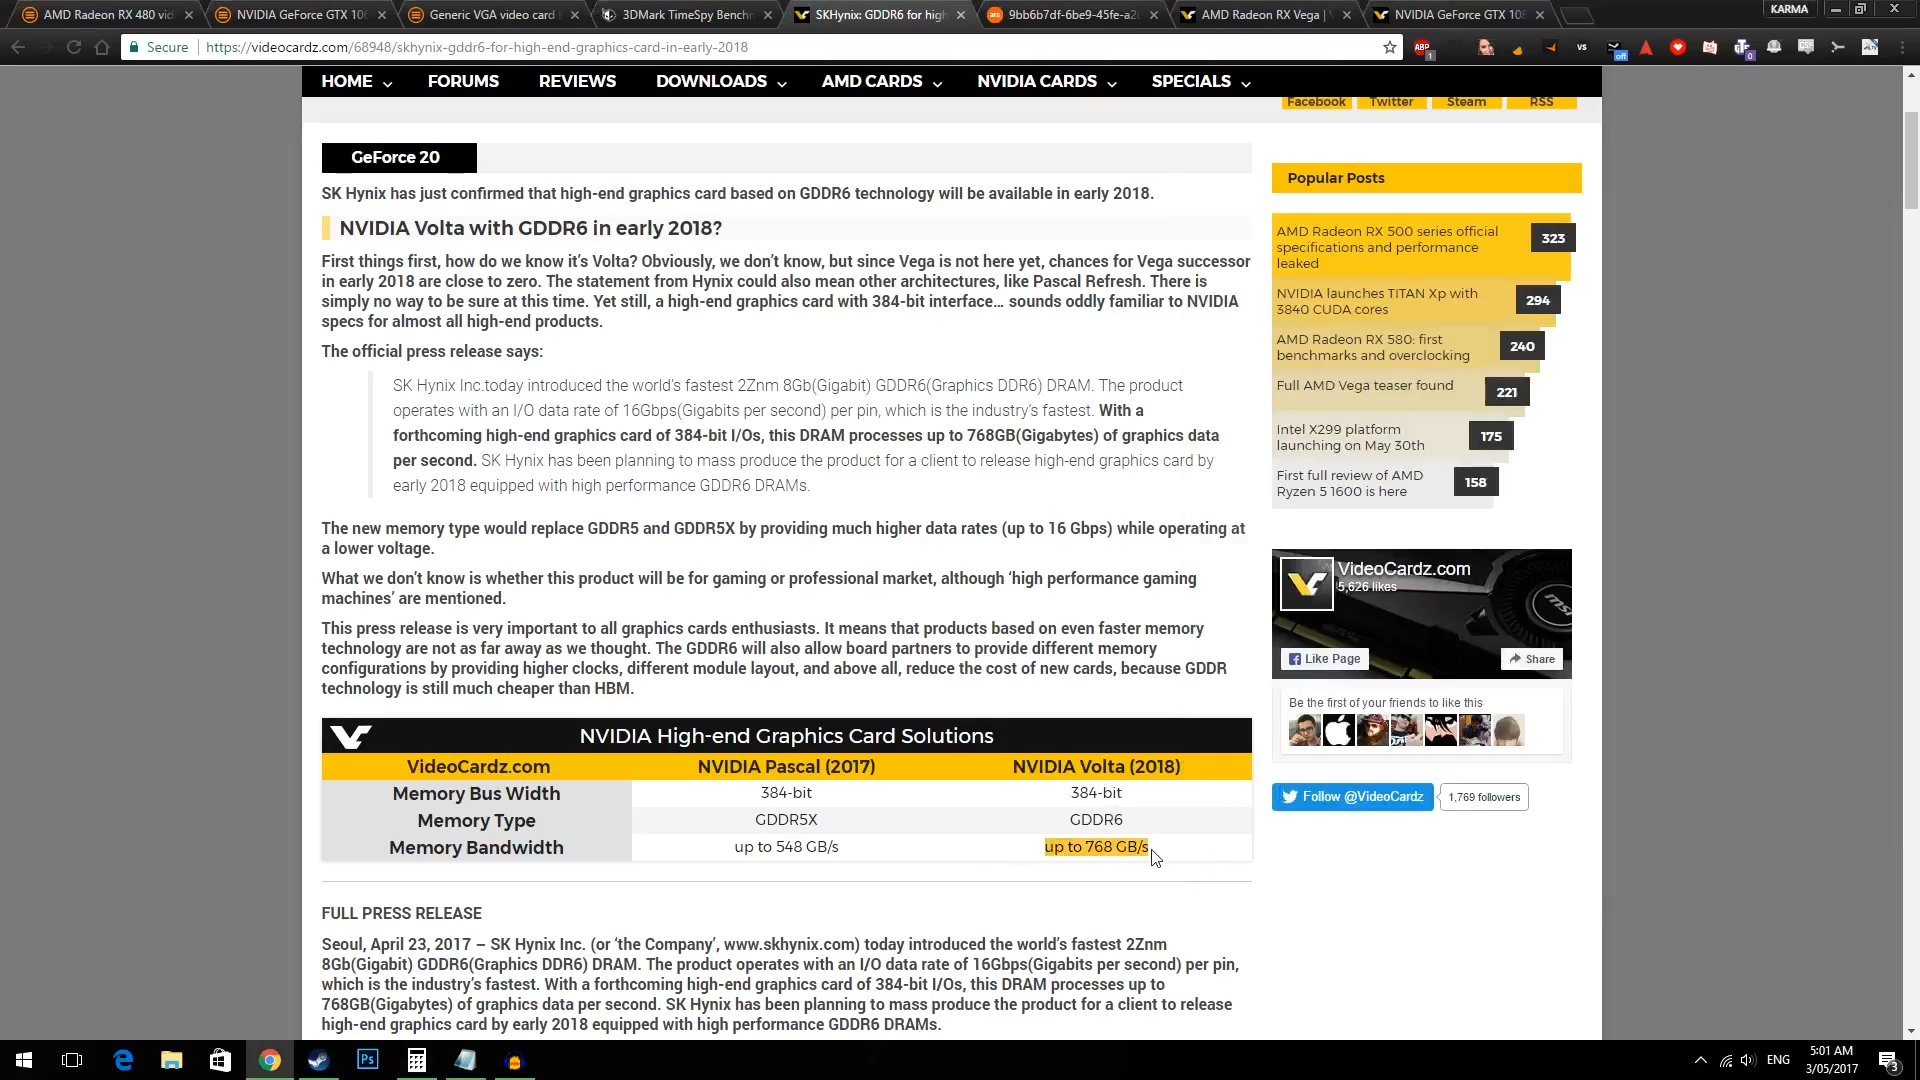 AMD Radeon RX 480 vid
NVIDIA GeForce GTX 10
Generic VGA video card
3DMark TimeSpy Bench
SKHynix: GDDR6 for hig
9bb6b7df-6be9-45fe-a2
AMD Radeon RX Vega | V
NVIDIA GeForce GTX 108
KARMA
Secure
https://videocardz.com/68948/skhynix-gddr6-for-high-end-graphics-card-in-early-2018
HOME
FORUMS
REVIEWS
DOWNLOADS
AMD CARDS
NVIDIA CARDS
SPECIALS
Facebook
Twitter
Steam
RSS
GeForce 20
SK Hynix has just confirmed that high-end graphics card based on GDDR6 technology will be available in early 2018.
NVIDIA Volta with GDDR6 in early 2018?
First things first, how do we know it's Volta? Obviously, we don't know, but since Vega is not here yet, chances for Vega successor
in early 2018 are close to zero. The statement from Hynix could also mean other architectures, like Pascal Refresh. There is
simply no way to be sure at this time. Yet still, a high-end graphics card with 384-bit interface… sounds oddly familiar to NVIDIA
specs for almost all high-end products.
The official press release says:
SK Hynix Inc.today introduced the world's fastest 2Znm 8Gb(Gigabit) GDDR6(Graphics DDR6) DRAM. The product
operates with an I/O data rate of 16Gbps(Gigabits per second) per pin, which is the industry's fastest. With a
forthcoming high-end graphics card of 384-bit I/Os, this DRAM processes up to 768GB(Gigabytes) of graphics data
per second. SK Hynix has been planning to mass produce the product for a client to release high-end graphics card by
early 2018 equipped with high performance GDDR6 DRAMs.
The new memory type would replace GDDR5 and GDDR5X by providing much higher data rates (up to 16 Gbps) while operating at
a lower voltage.
What we don't know is whether this product will be for gaming or professional market, although 'high performance gaming
machines' are mentioned.
This press release is very important to all graphics cards enthusiasts. It means that products based on even faster memory
technology are not as far away as we thought. The GDDR6 will also allow board partners to provide different memory
configurations by providing higher clocks, different module layout, and above all, reduce the cost of new cards, because GDDR
technology is still much cheaper than HBM.
NVIDIA High-end Graphics Card Solutions
VideoCardz.com NVIDIA Pascal (2017) NVIDIA Volta (2018)
Memory Bus Width 384-bit 384-bit
Memory Type GDDR5X GDDR6
Memory Bandwidth up to 548 GB/s up to 768 GB/s
FULL PRESS RELEASE
Seoul, April 23, 2017 – SK Hynix Inc. (or 'the Company', www.skhynix.com) today introduced the world's fastest 2Znm
8Gb(Gigabit) GDDR6(Graphics DDR6) DRAM. The product operates with an I/O data rate of 16Gbps(Gigabits per second) per pin,
which is the industry's fastest. With a forthcoming high-end graphics card of 384-bit I/Os, this DRAM processes up to
768GB(Gigabytes) of graphics data per second. SK Hynix has been planning to mass produce the product for a client to release
high-end graphics card by early 2018 equipped with high performance GDDR6 DRAMs.
Popular Posts
AMD Radeon RX 500 series official
specifications and performance
leaked
323
NVIDIA launches TITAN Xp with
3840 CUDA cores
294
AMD Radeon RX 580: first
benchmarks and overclocking
240
Full AMD Vega teaser found
221
Intel X299 platform
launching on May 30th
175
First full review of AMD
Ryzen 5 1600 is here
158
VideoCardz.com
5,626 likes
msi
Like Page
Share
Be the first of your friends to like this
Follow @VideoCardz
1,769 followers
ENG
5:01 AM
3/05/2017
3